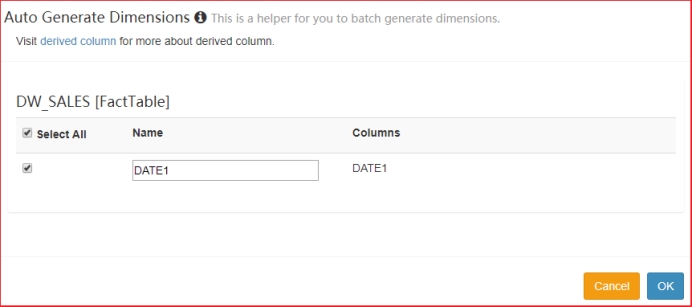 Auto Generate Dimensions This is a helper for you to batch generate dimensions.
Visit derived column for more about derived column.
DW_SALES [FactTable]
Select All Name Columns
DATE1 DATE1
Cancel OK